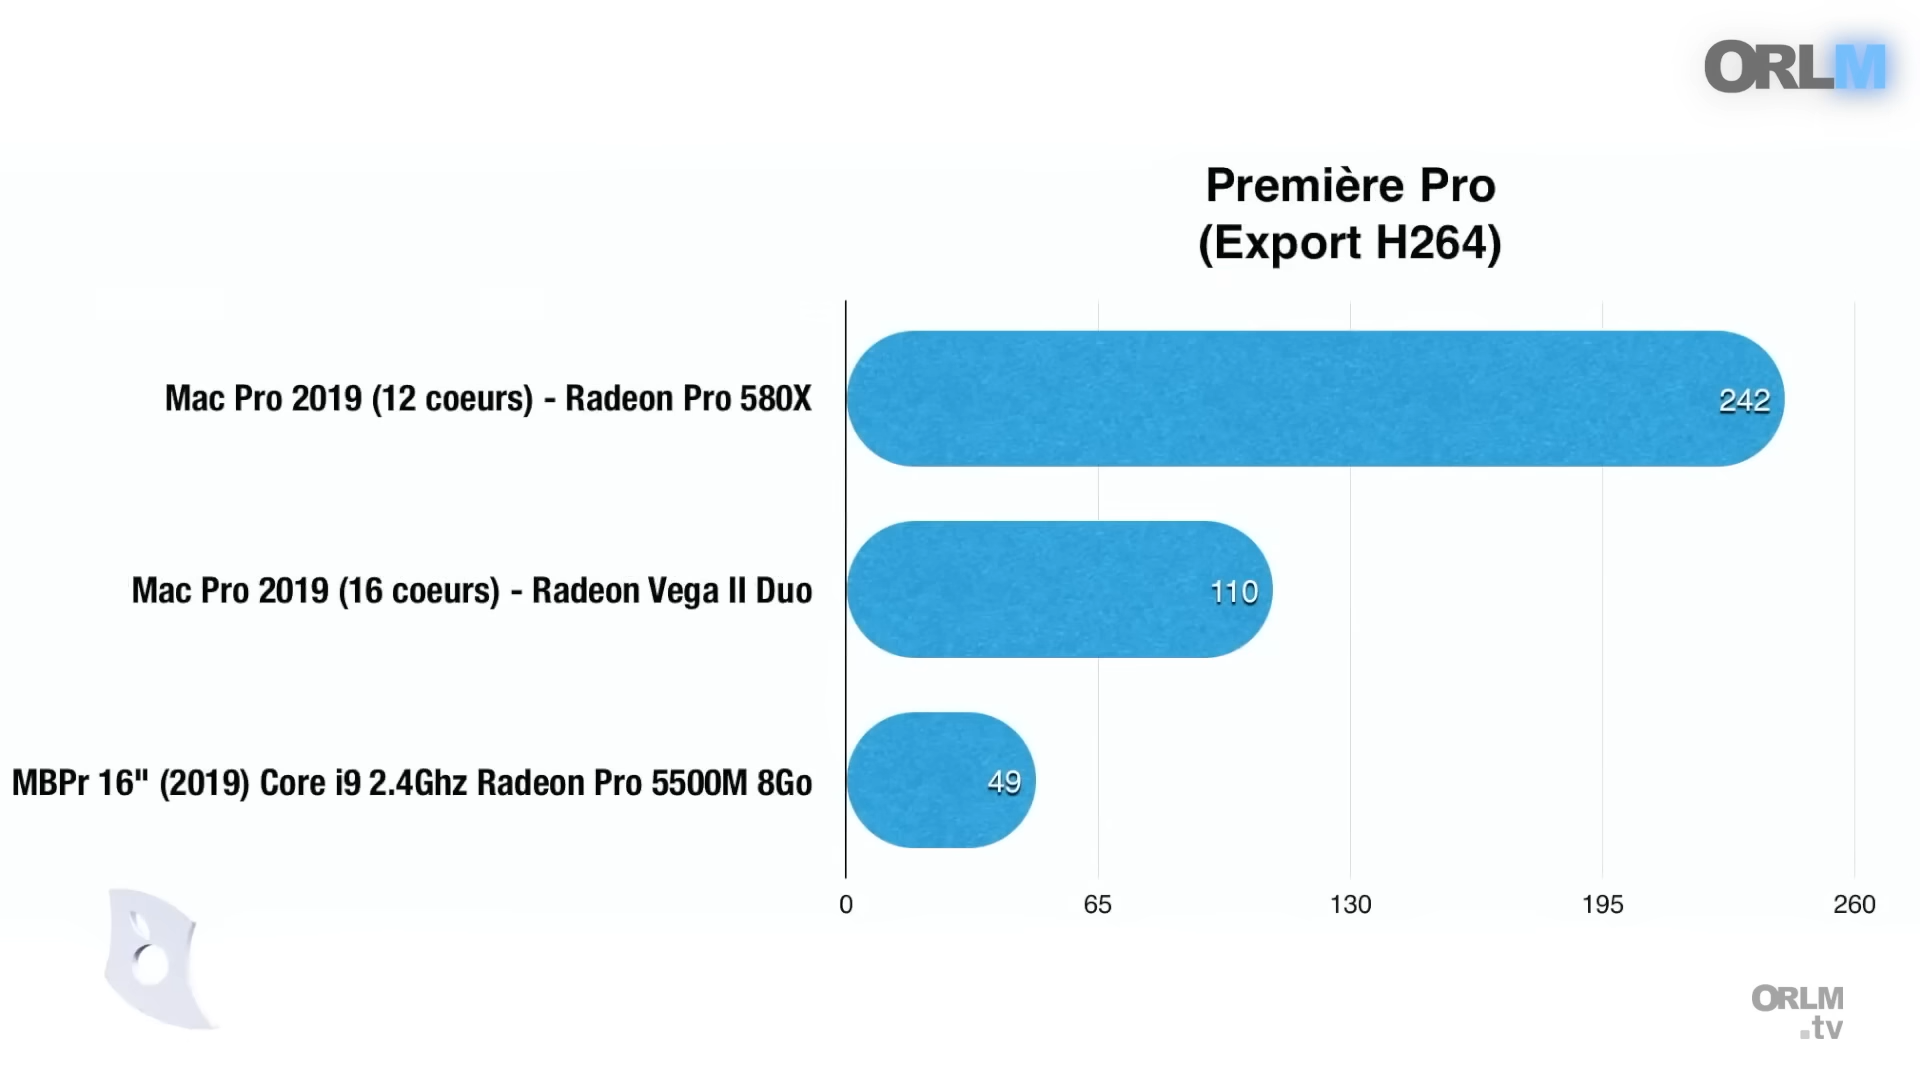 ORLM
Première Pro
(Export H264)
Mac Pro 2019 (12 coeurs) - Radeon Pro 580X
242
Mac Pro 2019 (16 coeurs) - Radeon Vega II Duo
110
MBPr 16" (2019) Core i9 2.4Ghz Radeon Pro 5500M 8Go
49
0 65 130 195 260
ORLM
.tv